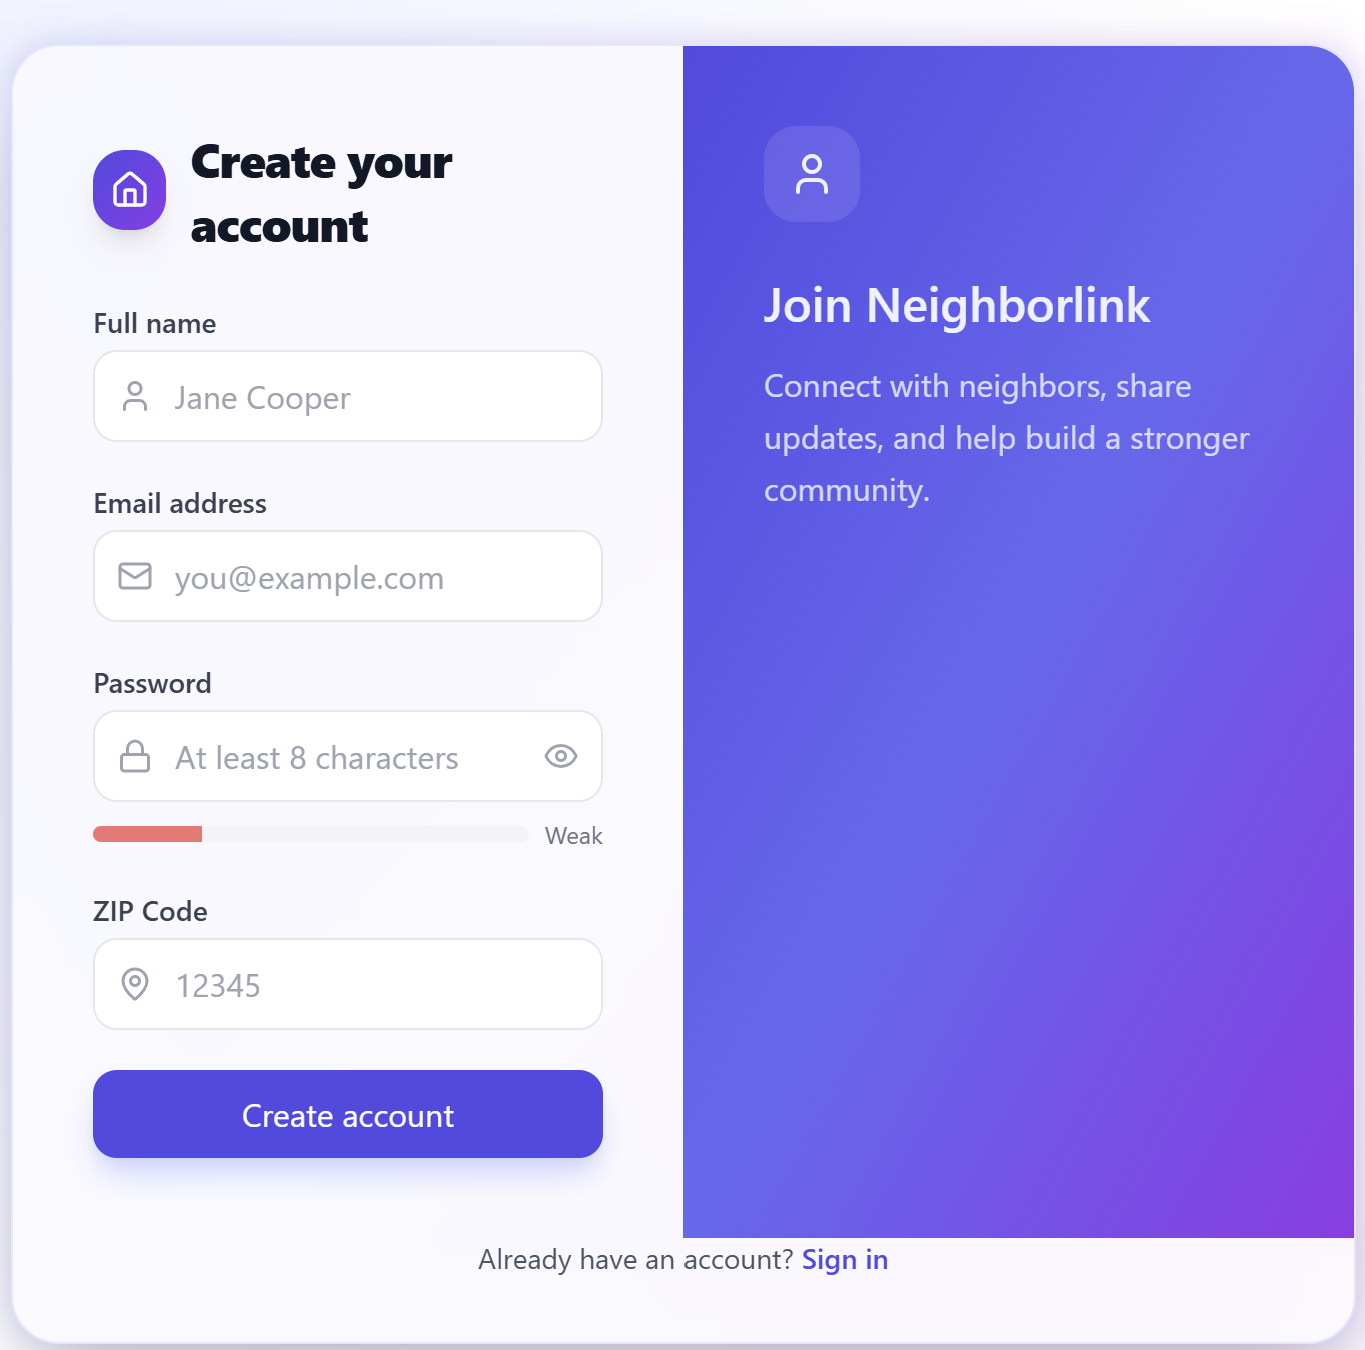 Create your
account
Full name
Jane Cooper
Email address
you@example.com
Password
At least 8 characters
Weak
ZIP Code
12345
Create account
Join Neighborlink
Connect with neighbors, share
updates, and help build a stronger
community.
Already have an account? Sign in